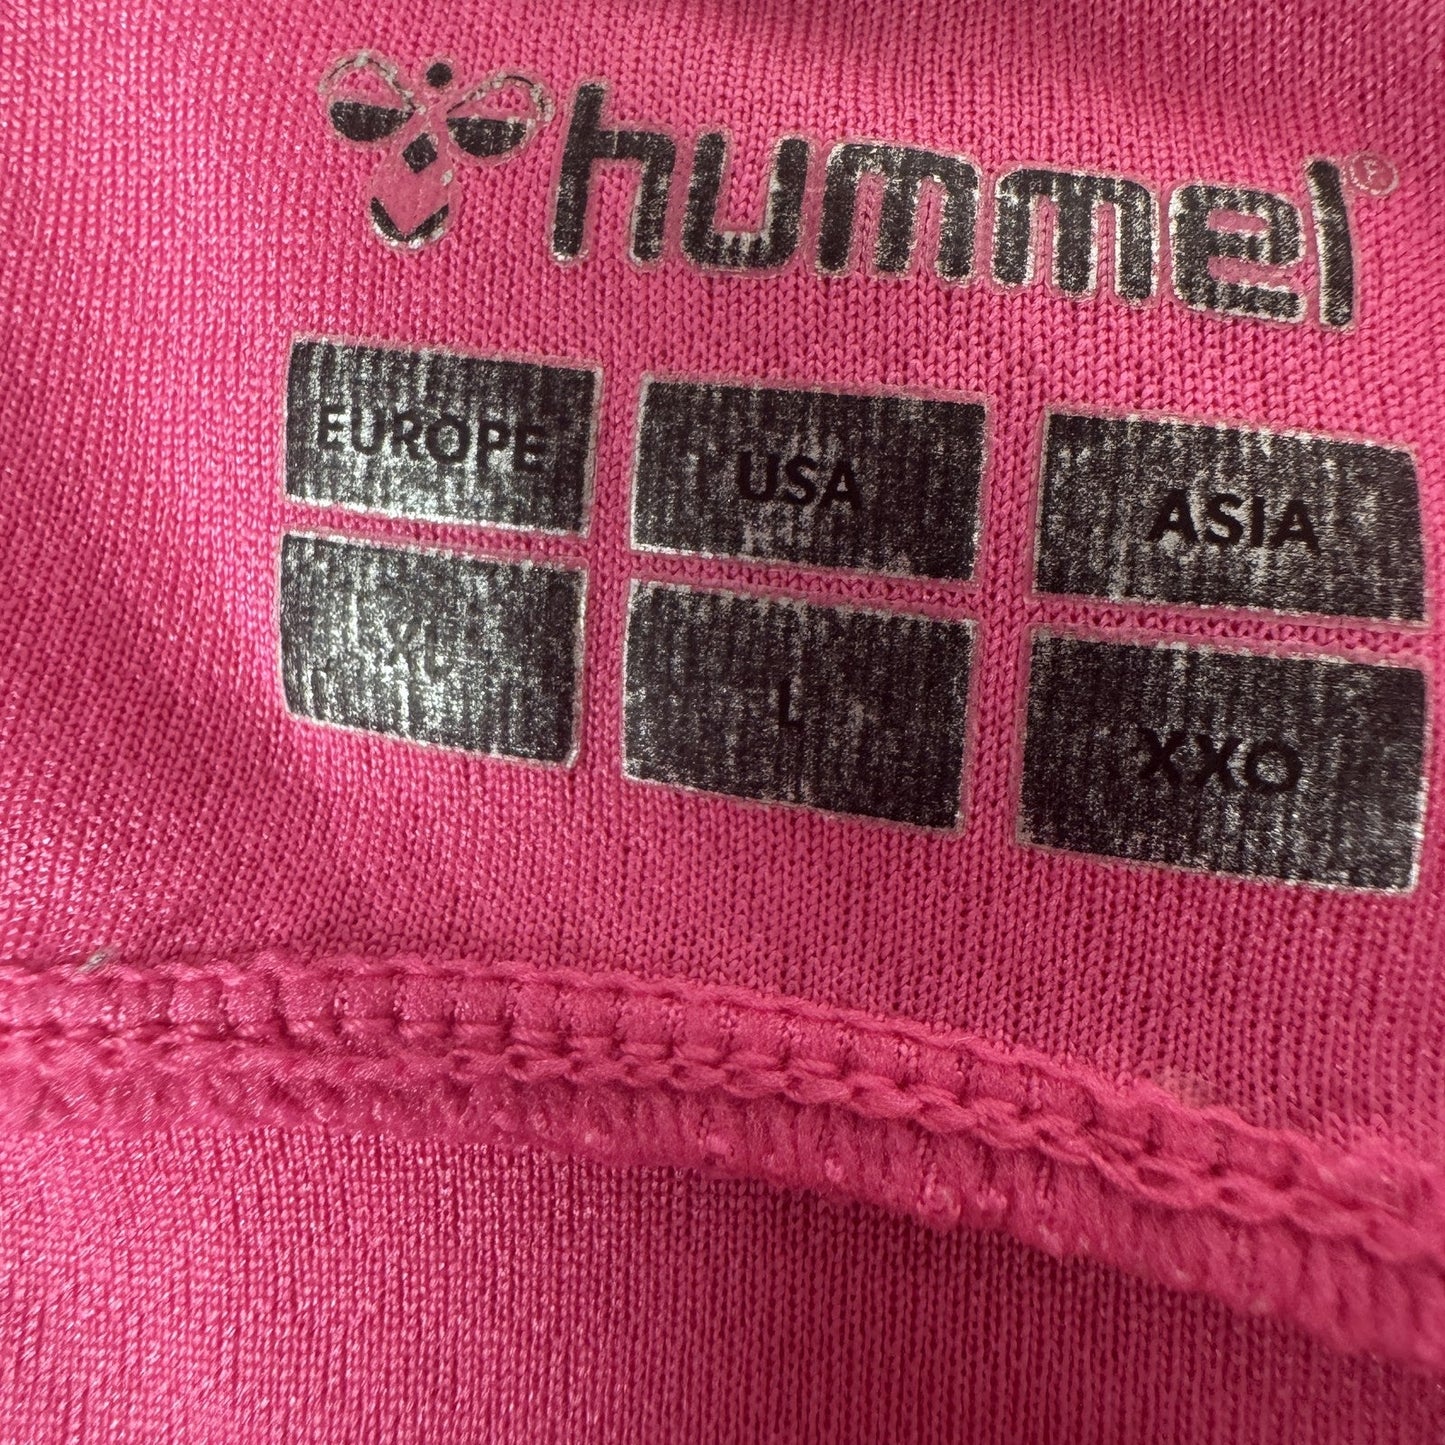 hummel®
EUROPE USA ASIA
XL L XXO